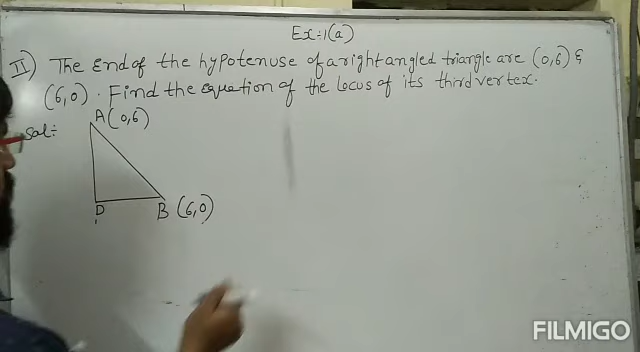 Ex:-1(a)
II) The end of the hypotenuse of a right angled triangle are (0,6) &
(6,0). Find the equation of the locus of its third vertex.
Sol:-
A(0,6)
D
B (6,0)
FILMIGO